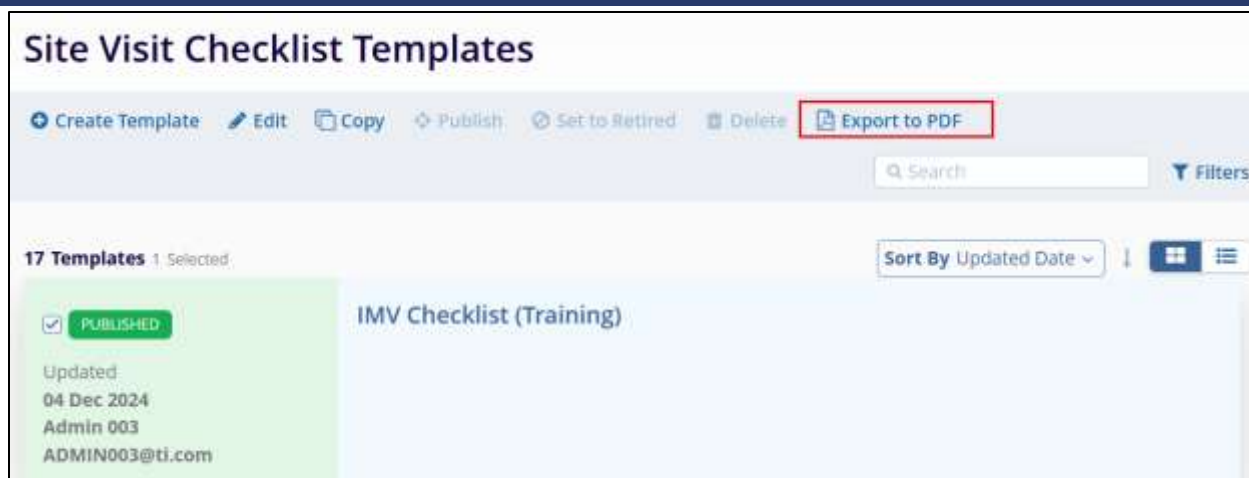 Site Visit Checklist Templates
Create Template Edit Copy Publish Set to Retired Delete Export to PDF
Search Filters
17 Templates 1 Selected Sort By Updated Date
PUBLISHED IMV Checklist (Training)
Updated
04 Dec 2024
Admin 003
ADMIN003@ti.com